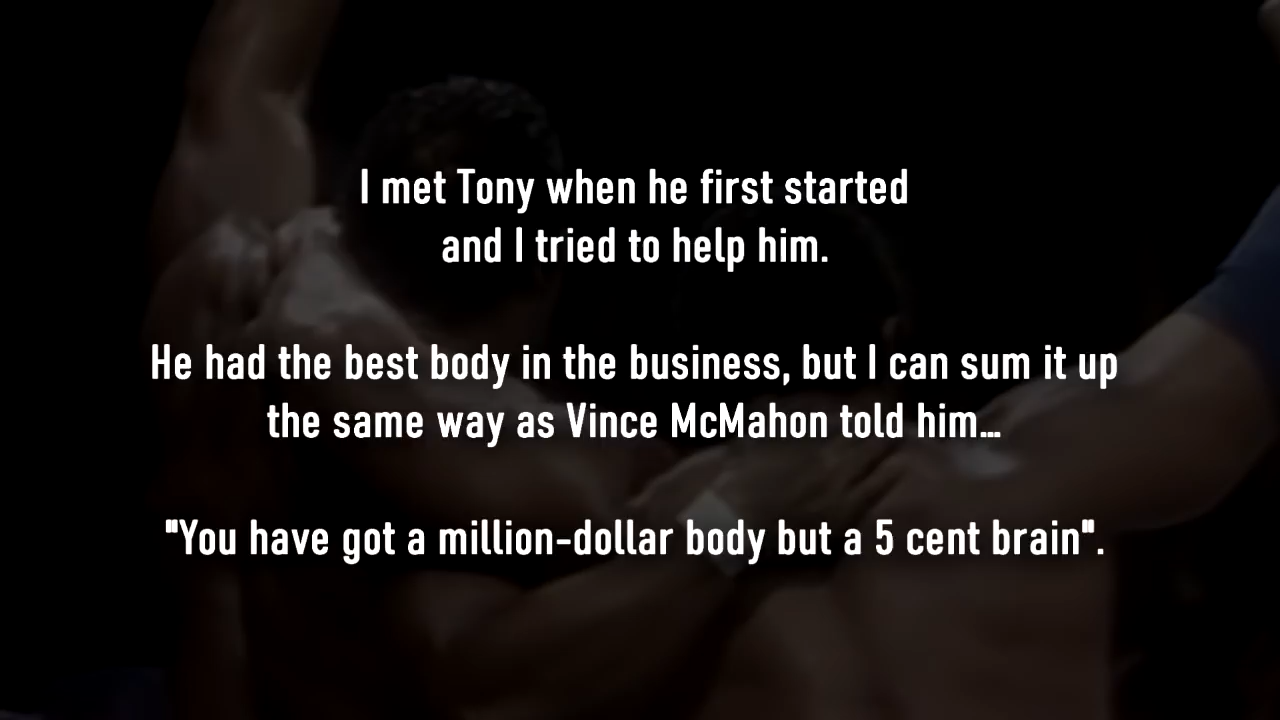 I met Tony when he first started
and I tried to help him.
He had the best body in the business, but I can sum it up
the same way as Vince McMahon told him...
"You have got a million-dollar body but a 5 cent brain".